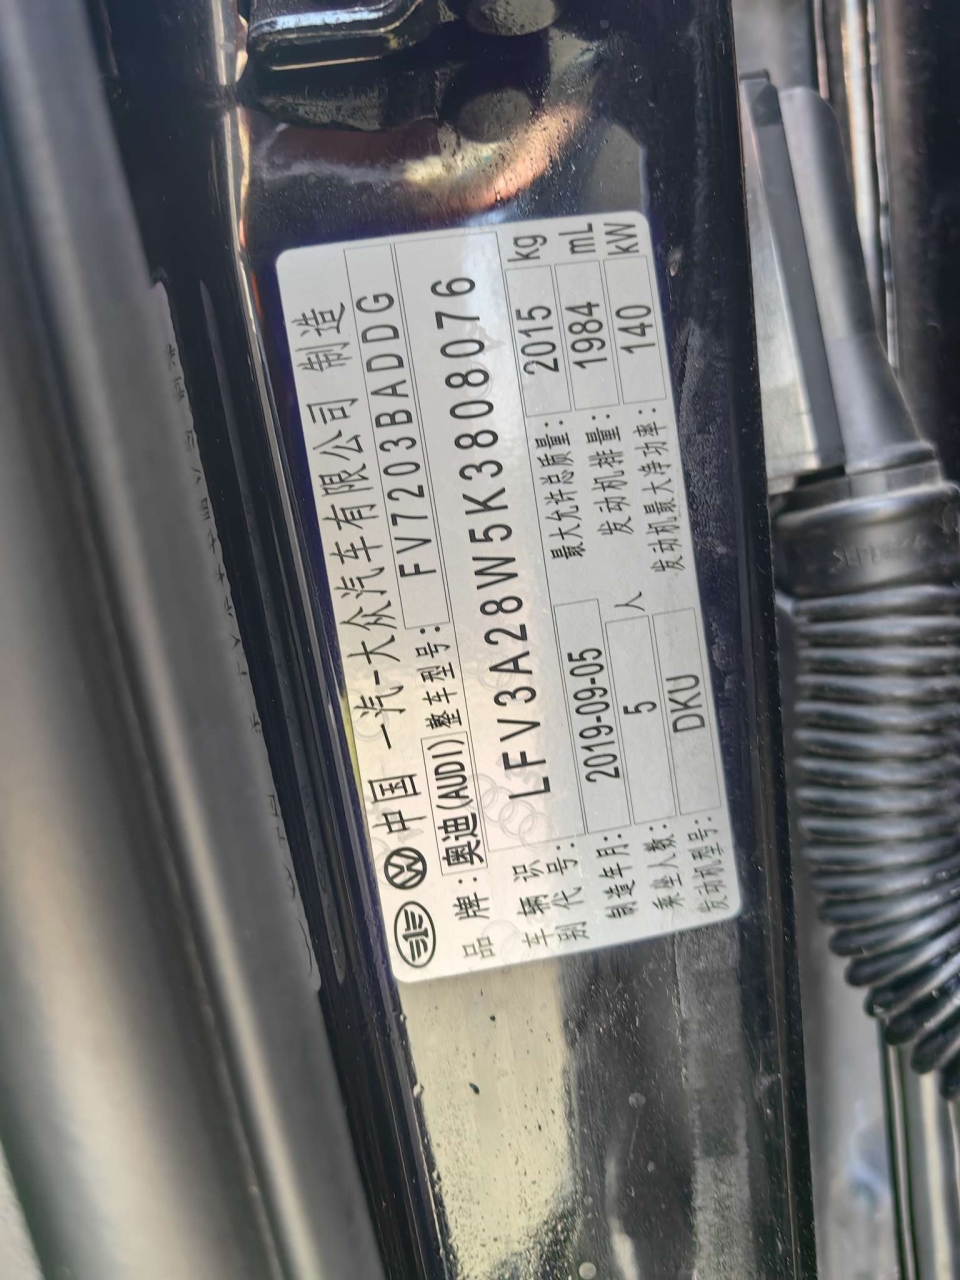 中国 一汽-大众汽车有限公司 制造
品 牌: 奥迪(AUDI) 整车型号: FV7203BADDG
车辆识别代号: LFV3A28W5K3808076
制造年月: 2019-09-05 最大允许总质量: 2015 kg
乘坐人数: 5 人 发动机排量: 1984 mL
发动机型号: DKU 发动机最大净功率: 140 kW